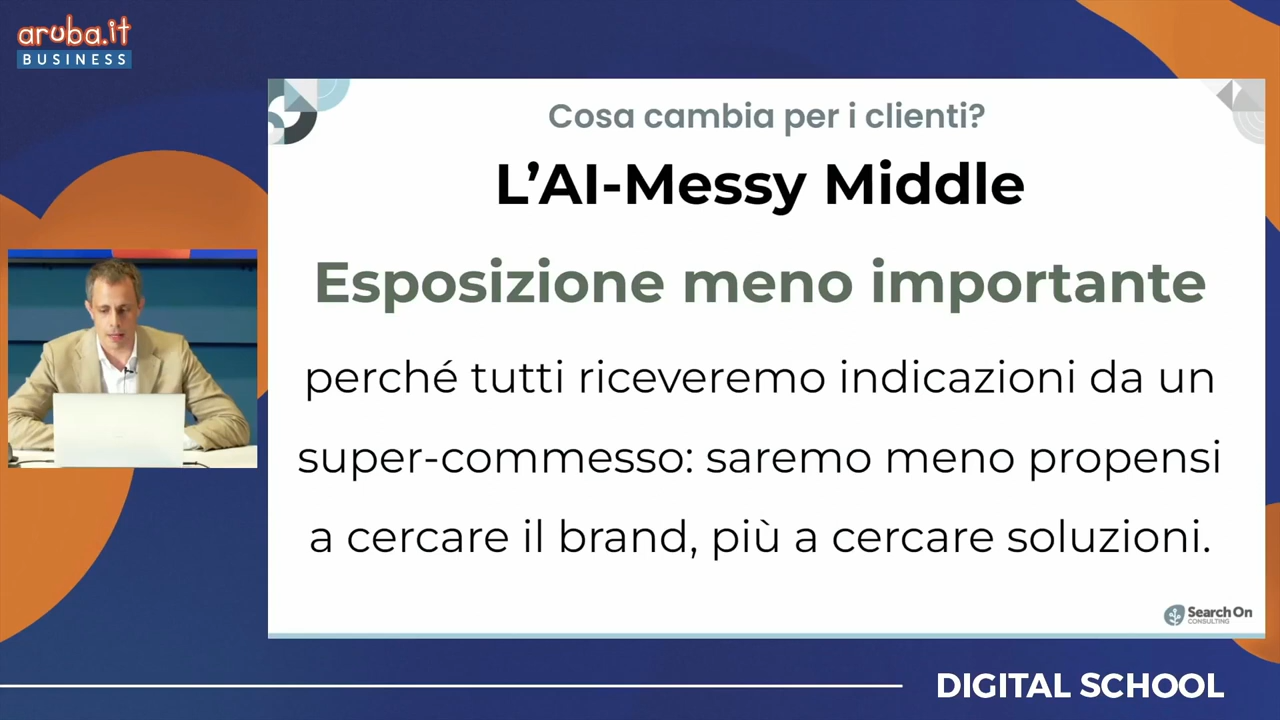 aruba.it
BUSINESS
Cosa cambia per i clienti?
L’AI-Messy Middle
Esposizione meno importante
perché tutti riceveremo indicazioni da un
super-commesso: saremo meno propensi
a cercare il brand, più a cercare soluzioni.
Search On
CONSULTING
DIGITAL SCHOOL